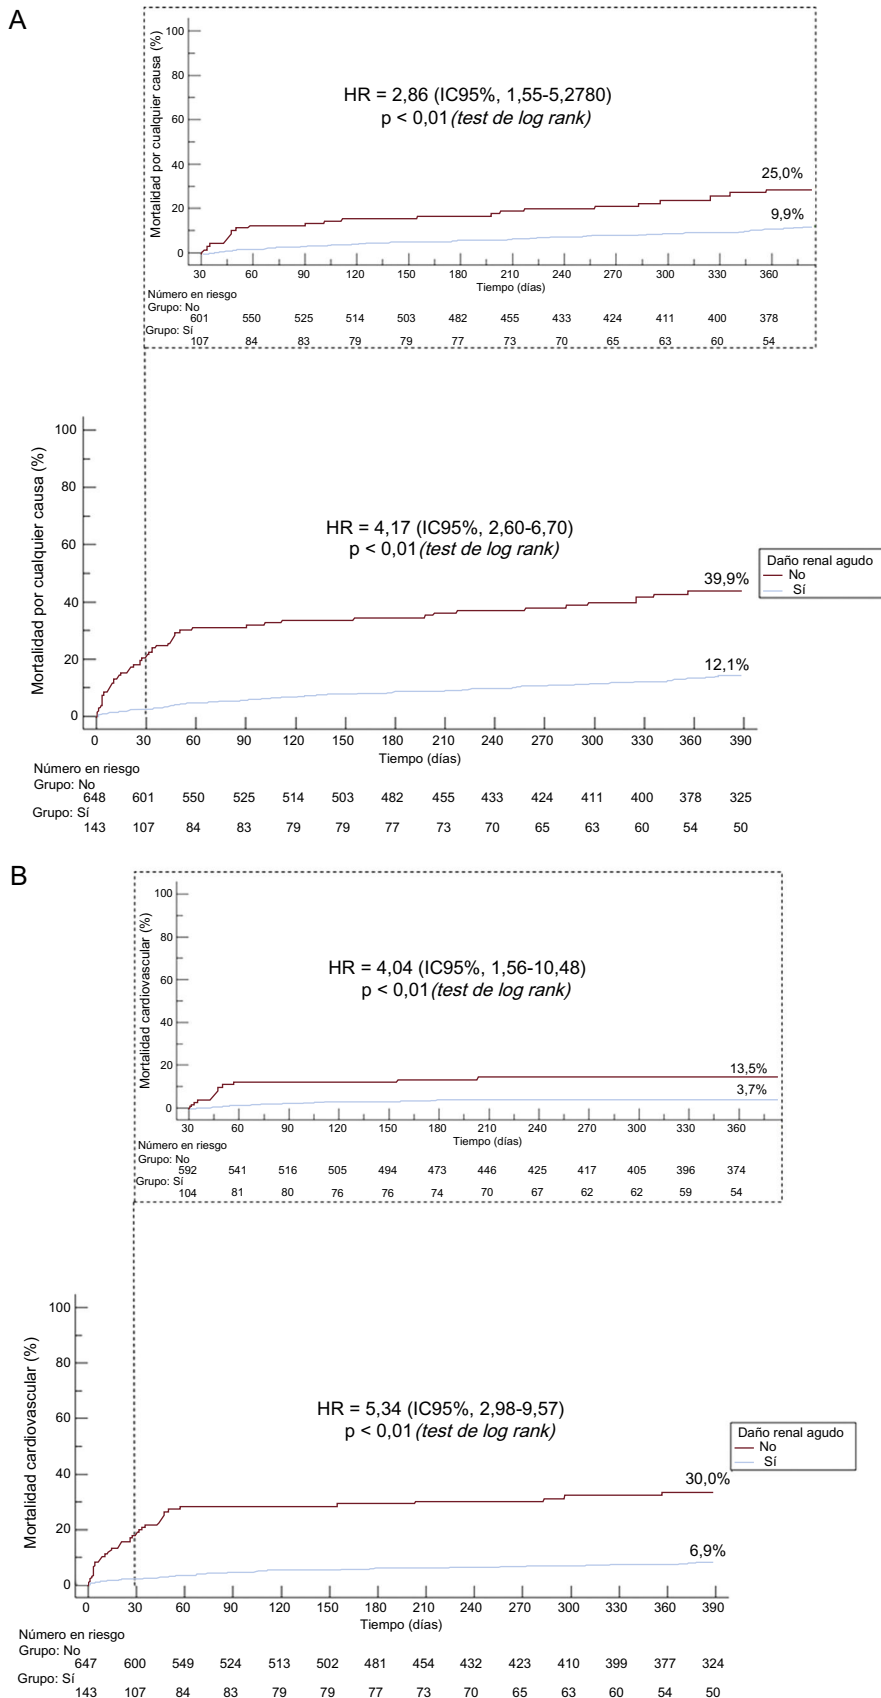 A
Mortalidad por cualquier causa (%)
100
80
60
40
20
0
HR = 2,86 (IC95%, 1,55-5,2780)
p < 0,01 (test de log rank)
25,0%
9,9%
30 60 90 120 150 180 210 240 270 300 330 360
Tiempo (días)
Número en riesgo
Grupo: No
601 550 525 514 503 482 455 433 424 411 400 378
Grupo: Sí
107 84 83 79 79 77 73 70 65 63 60 54
Mortalidad por cualquier causa (%)
100
80
60
40
20
0
HR = 4,17 (IC95%, 2,60-6,70)
p < 0,01 (test de log rank)
Daño renal agudo
No
Sí
39,9%
12,1%
0 30 60 90 120 150 180 210 240 270 300 330 360 390
Tiempo (días)
Número en riesgo
Grupo: No
648 601 550 525 514 503 482 455 433 424 411 400 378 325
Grupo: Sí
143 107 84 83 79 79 77 73 70 65 63 60 54 50
B
Mortalidad cardiovascular (%)
100
80
60
40
20
0
HR = 4,04 (IC95%, 1,56-10,48)
p < 0,01 (test de log rank)
13,5%
3,7%
30 60 90 120 150 180 210 240 270 300 330 360
Tiempo (días)
Número en riesgo
Grupo: No
592 541 516 505 494 473 446 425 417 405 396 374
Grupo: Sí
104 81 80 76 76 74 70 67 62 62 59 54
Mortalidad cardiovascular (%)
100
80
60
40
20
0
HR = 5,34 (IC95%, 2,98-9,57)
p < 0,01 (test de log rank)
Daño renal agudo
No
Sí
30,0%
6,9%
0 30 60 90 120 150 180 210 240 270 300 330 360 390
Tiempo (días)
Número en riesgo
Grupo: No
647 600 549 524 513 502 481 454 432 423 410 399 377 324
Grupo: Sí
143 107 84 83 79 79 77 73 70 65 63 60 54 50